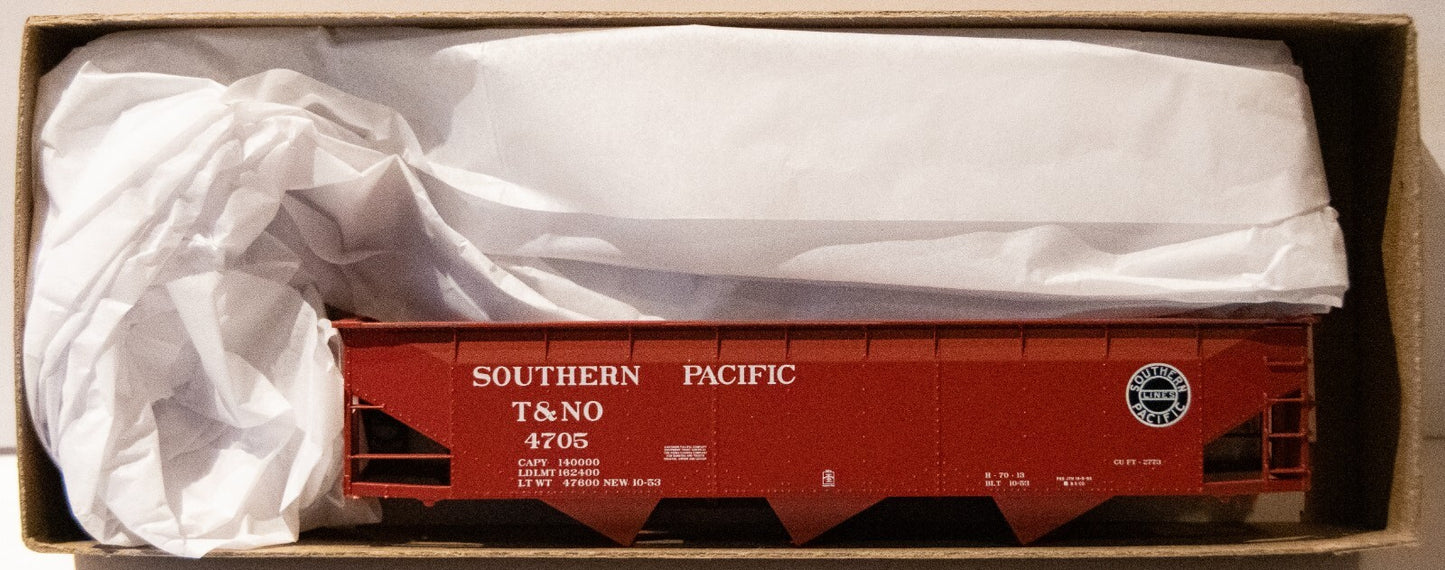 SOUTHERN PACIFIC
T&NO
4705
CAPY 140000
LD LMT 162400
LT WT 47600 NEW 10-53
SOUTHERN
LINES
PACIFIC
CU FT - 2773
H - 70 - 13
BLT 10-53